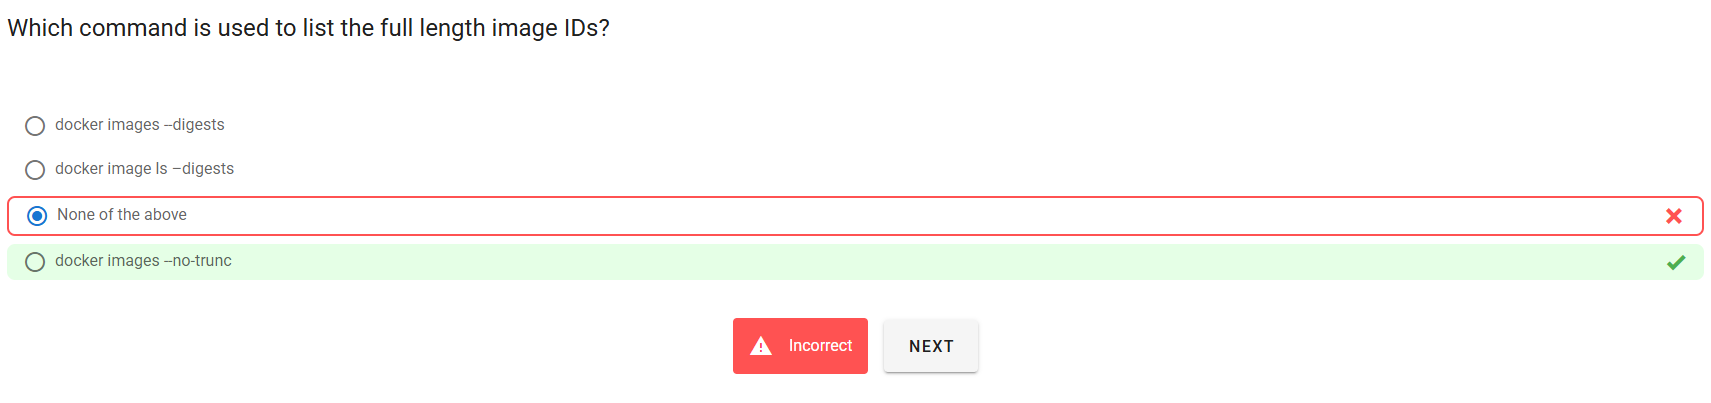 Which command is used to list the full length image IDs?
docker images --digests
docker image ls –digests
None of the above
docker images --no-trunc
Incorrect
NEXT